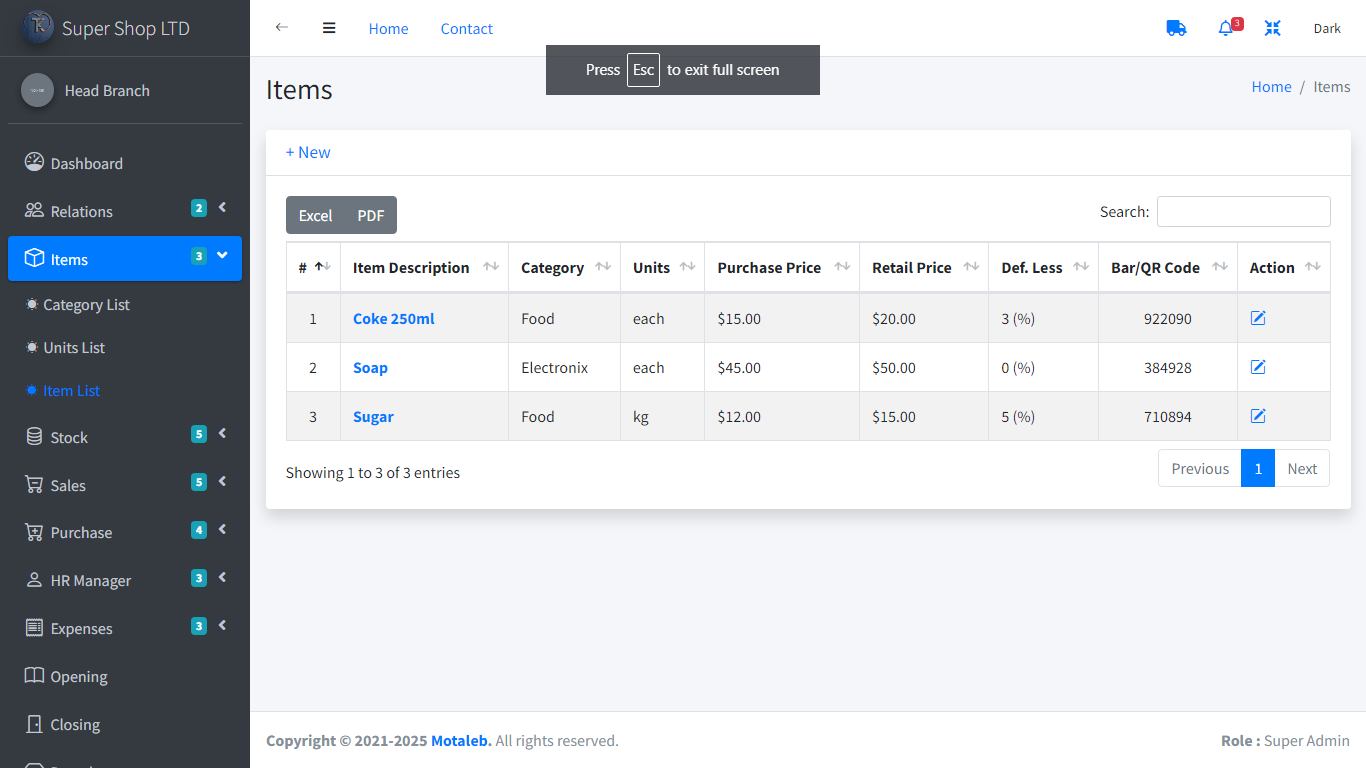 Super Shop LTD
Home
Contact
3
Dark
Press Esc to exit full screen
Head Branch
Items
Home / Items
Dashboard
Relations 2
Items 3
Category List
Units List
Item List
Stock 5
Sales 5
Purchase 4
HR Manager 3
Expenses 3
Opening
Closing
+ New
Excel PDF
Search:
# Item Description Category Units Purchase Price Retail Price Def. Less Bar/QR Code Action
1 Coke 250ml Food each $15.00 $20.00 3 (%) 922090
2 Soap Electronix each $45.00 $50.00 0 (%) 384928
3 Sugar Food kg $12.00 $15.00 5 (%) 710894
Showing 1 to 3 of 3 entries
Previous 1 Next
Copyright © 2021-2025 Motaleb. All rights reserved.
Role : Super Admin